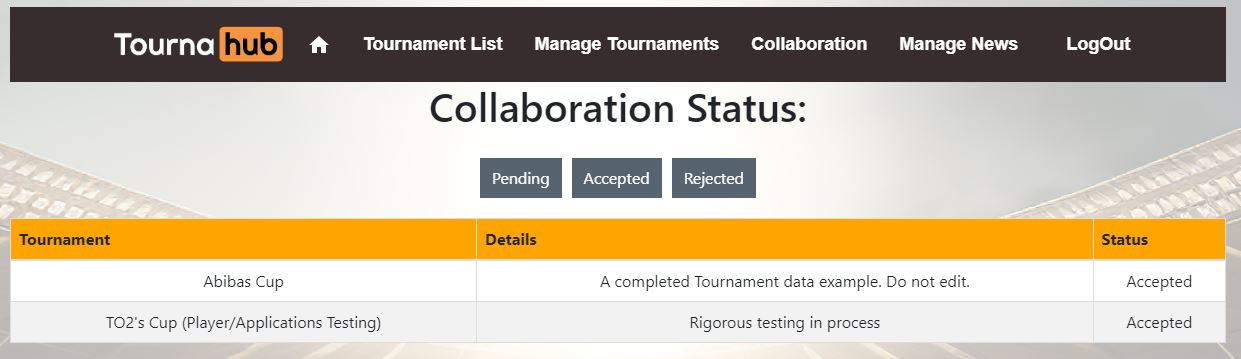 Tourna hub Tournament List Manage Tournaments Collaboration Manage News LogOut
Collaboration Status:
Pending Accepted Rejected
Tournament Details Status
Abibas Cup A completed Tournament data example. Do not edit. Accepted
TO2's Cup (Player/Applications Testing) Rigorous testing in process Accepted